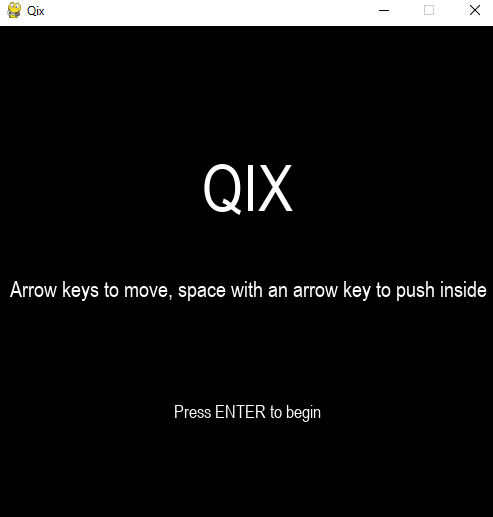 Qix
QIX
Arrow keys to move, space with an arrow key to push inside
Press ENTER to begin